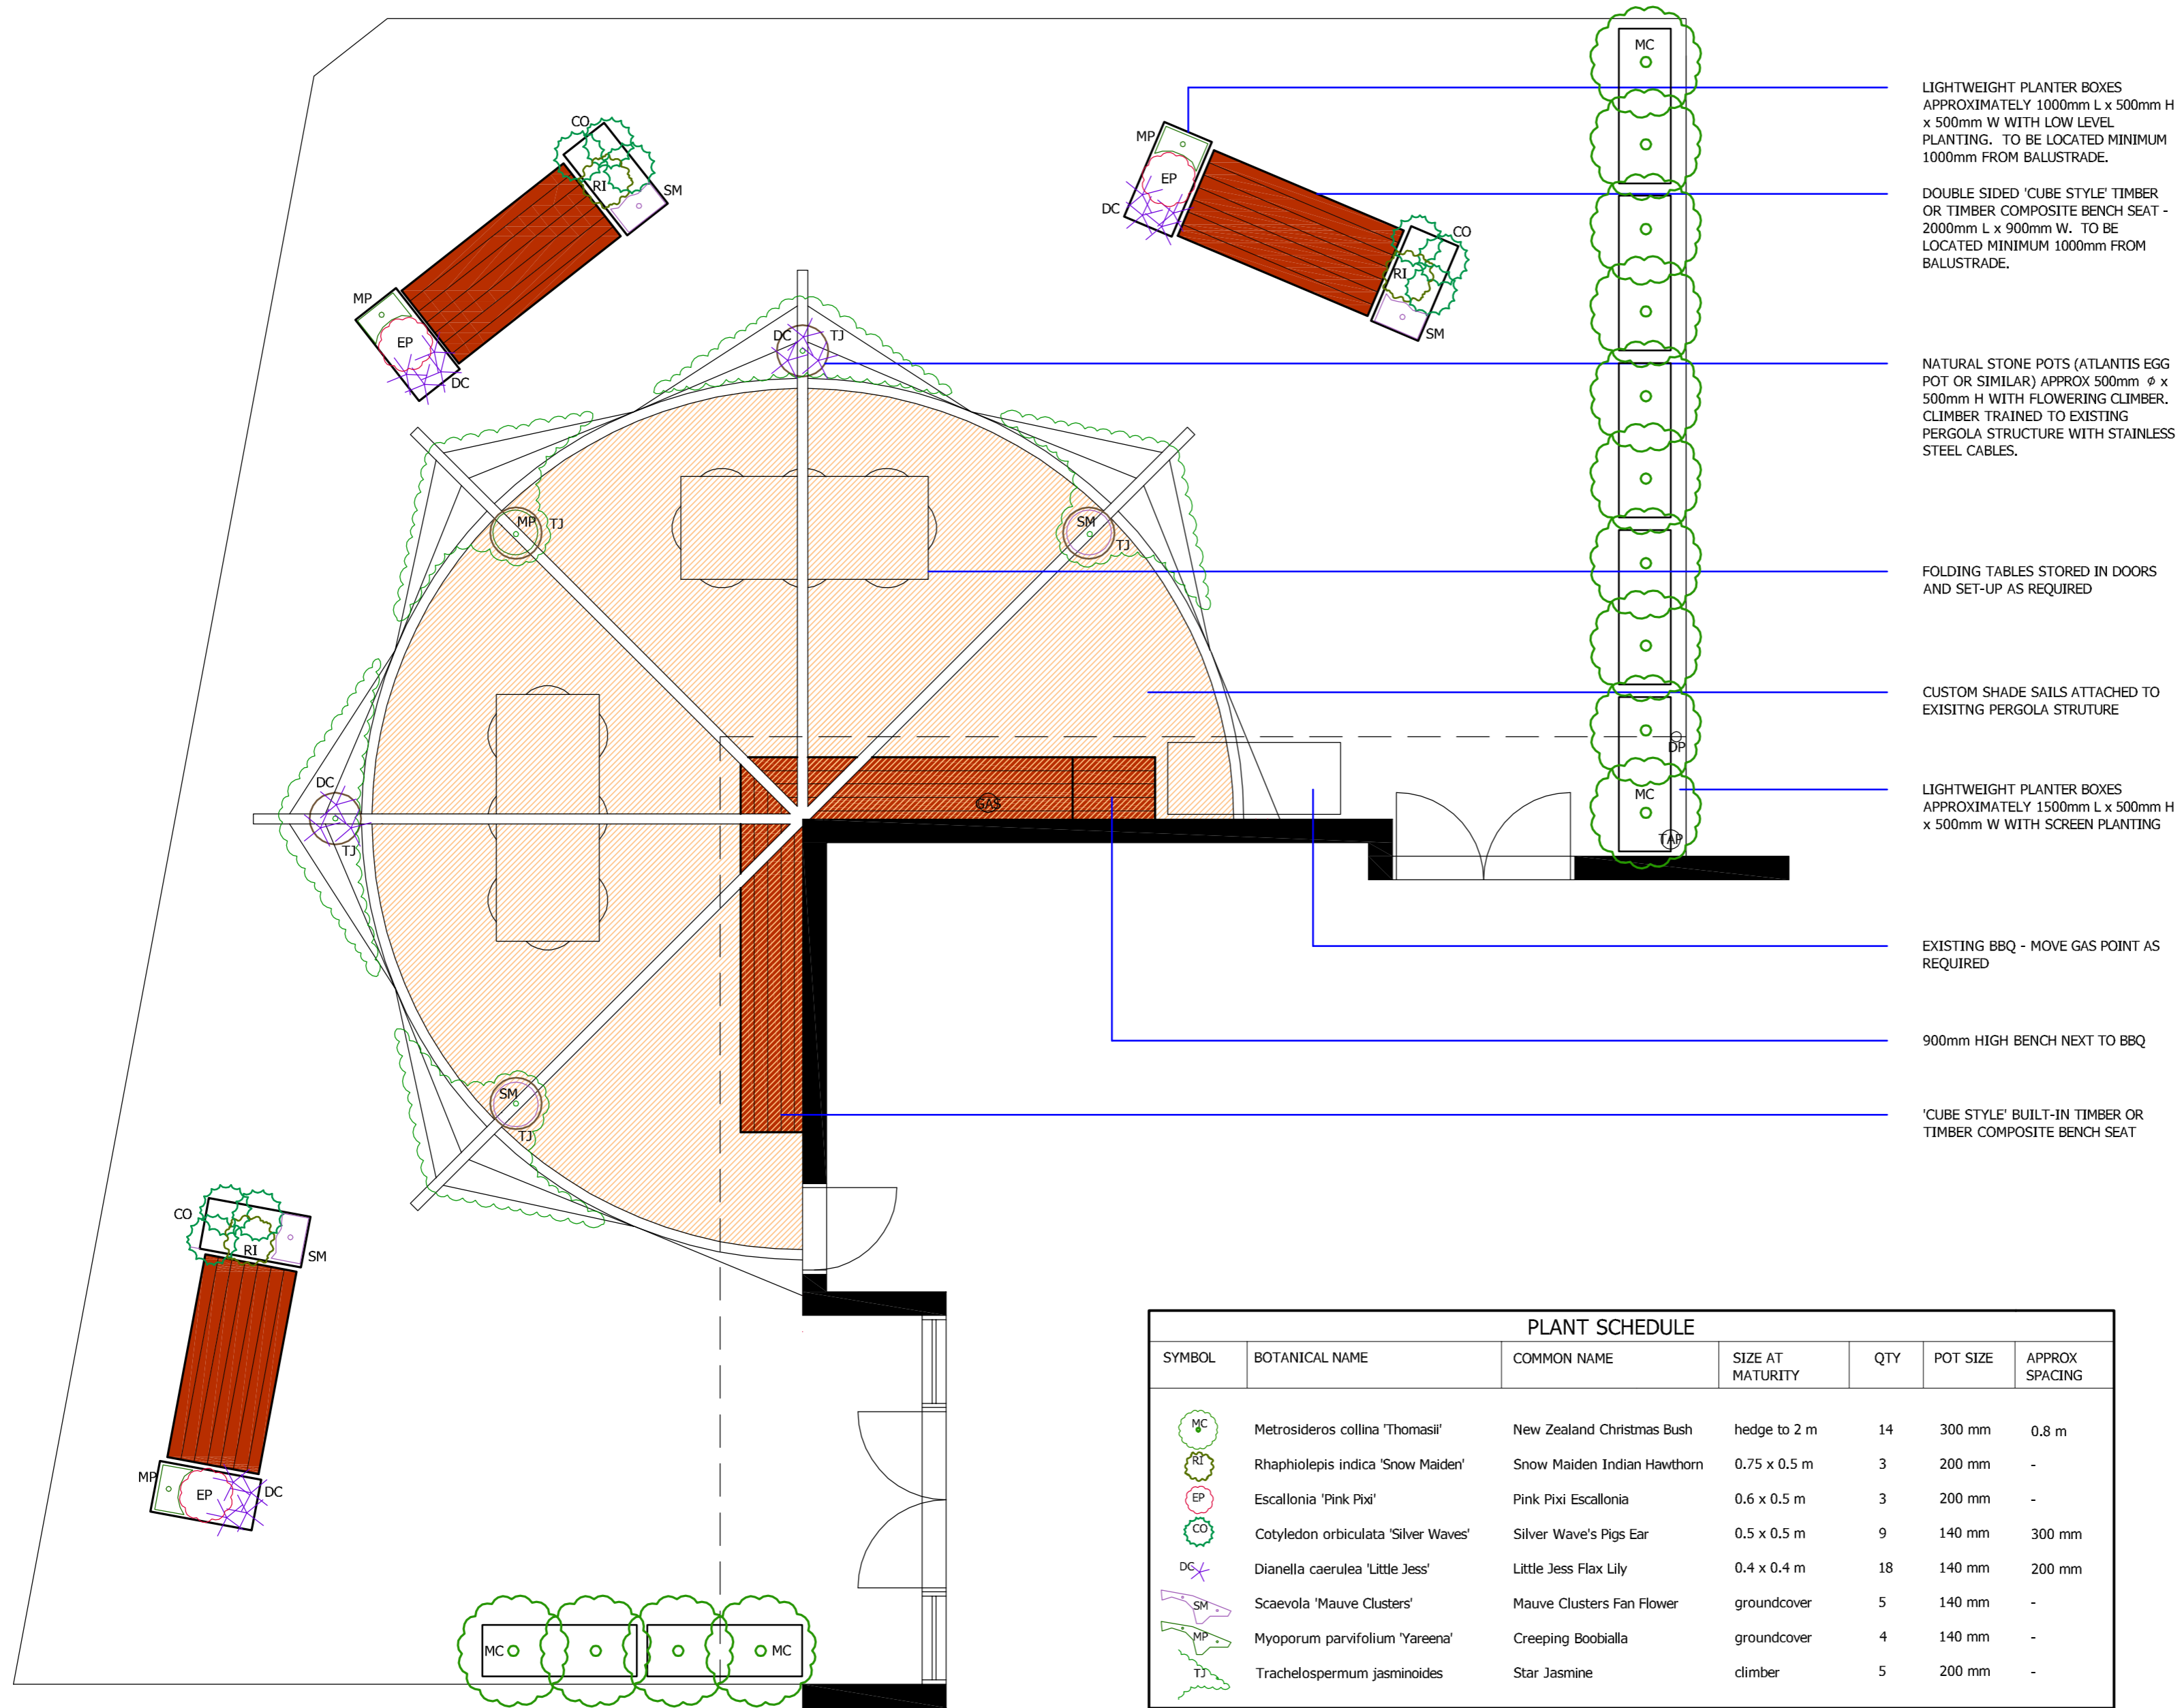 MC
LIGHTWEIGHT PLANTER BOXES
APPROXIMATELY 1000mm L x 500mm H
x 500mm W WITH LOW LEVEL
PLANTING. TO BE LOCATED MINIMUM
1000mm FROM BALUSTRADE.
DOUBLE SIDED 'CUBE STYLE' TIMBER
OR TIMBER COMPOSITE BENCH SEAT -
2000mm L x 900mm W. TO BE
LOCATED MINIMUM 1000mm FROM
BALUSTRADE.
NATURAL STONE POTS (ATLANTIS EGG
POT OR SIMILAR) APPROX 500mm ⌀ x
500mm H WITH FLOWERING CLIMBER.
CLIMBER TRAINED TO EXISTING
PERGOLA STRUCTURE WITH STAINLESS
STEEL CABLES.
FOLDING TABLES STORED IN DOORS
AND SET-UP AS REQUIRED
CUSTOM SHADE SAILS ATTACHED TO
EXISITNG PERGOLA STRUTURE
LIGHTWEIGHT PLANTER BOXES
APPROXIMATELY 1500mm L x 500mm H
x 500mm W WITH SCREEN PLANTING
EXISTING BBQ - MOVE GAS POINT AS
REQUIRED
900mm HIGH BENCH NEXT TO BBQ
'CUBE STYLE' BUILT-IN TIMBER OR
TIMBER COMPOSITE BENCH SEAT
CO
RI
SM
MP
EP
DC
MP
EP
DC
CO
RI
SM
DC
TJ
MP
TJ
SM
TJ
DC
TJ
SM
TJ
GAS
DP
MC
TAP
CO
RI
SM
MP
EP
DC
MC
MC
PLANT SCHEDULE
SYMBOL BOTANICAL NAME COMMON NAME SIZE AT MATURITY QTY POT SIZE APPROX SPACING
MC Metrosideros collina 'Thomasii' New Zealand Christmas Bush hedge to 2 m 14 300 mm 0.8 m
RI Rhaphiolepis indica 'Snow Maiden' Snow Maiden Indian Hawthorn 0.75 x 0.5 m 3 200 mm -
EP Escallonia 'Pink Pixi' Pink Pixi Escallonia 0.6 x 0.5 m 3 200 mm -
CO Cotyledon orbiculata 'Silver Waves' Silver Wave's Pigs Ear 0.5 x 0.5 m 9 140 mm 300 mm
DC Dianella caerulea 'Little Jess' Little Jess Flax Lily 0.4 x 0.4 m 18 140 mm 200 mm
SM Scaevola 'Mauve Clusters' Mauve Clusters Fan Flower groundcover 5 140 mm -
MP Myoporum parvifolium 'Yareena' Creeping Boobialla groundcover 4 140 mm -
TJ Trachelospermum jasminoides Star Jasmine climber 5 200 mm -